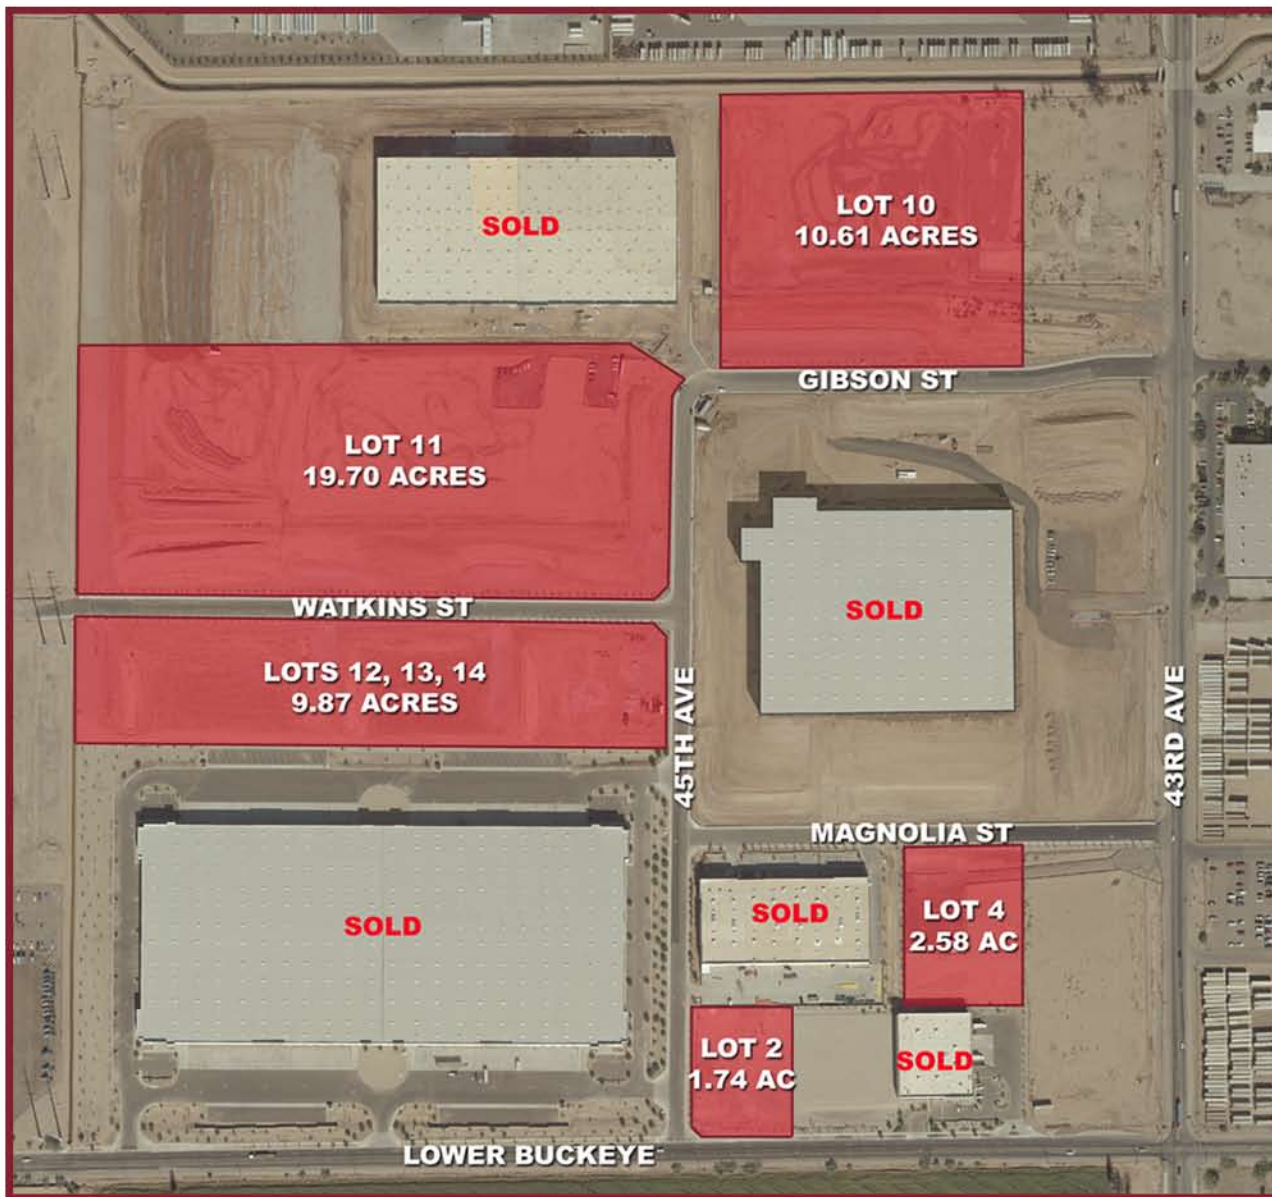 SOLD
LOT 10
10.61 ACRES
GIBSON ST
LOT 11
19.70 ACRES
WATKINS ST
SOLD
LOTS 12, 13, 14
9.87 ACRES
45TH AVE
43RD AVE
MAGNOLIA ST
SOLD
SOLD
LOT 4
2.58 AC
LOT 2
1.74 AC
SOLD
LOWER BUCKEYE